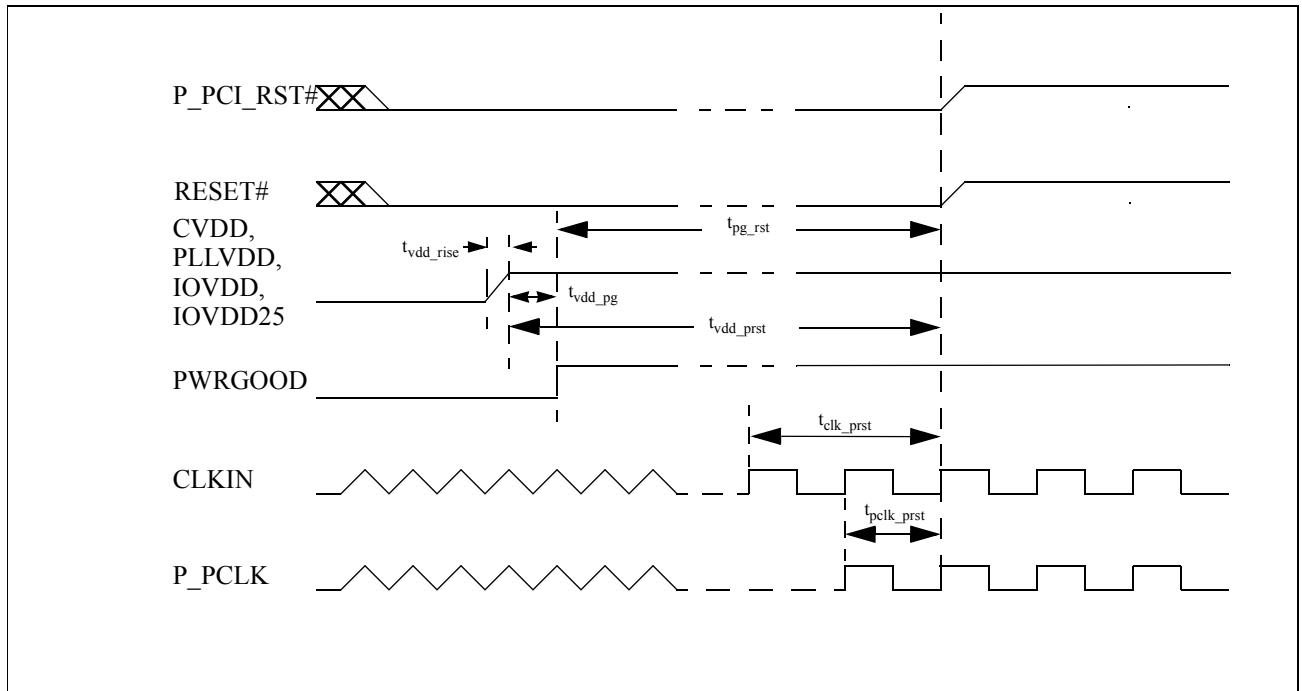 P_PCI_RST#
RESET#
CVDD,
PLLVDD,
IOVDD,
IOVDD25
t_pg_rst
t_vdd_rise
t_vdd_pg
t_vdd_prst
PWRGOOD
t_clk_prst
CLKIN
t_pclk_prst
P_PCLK